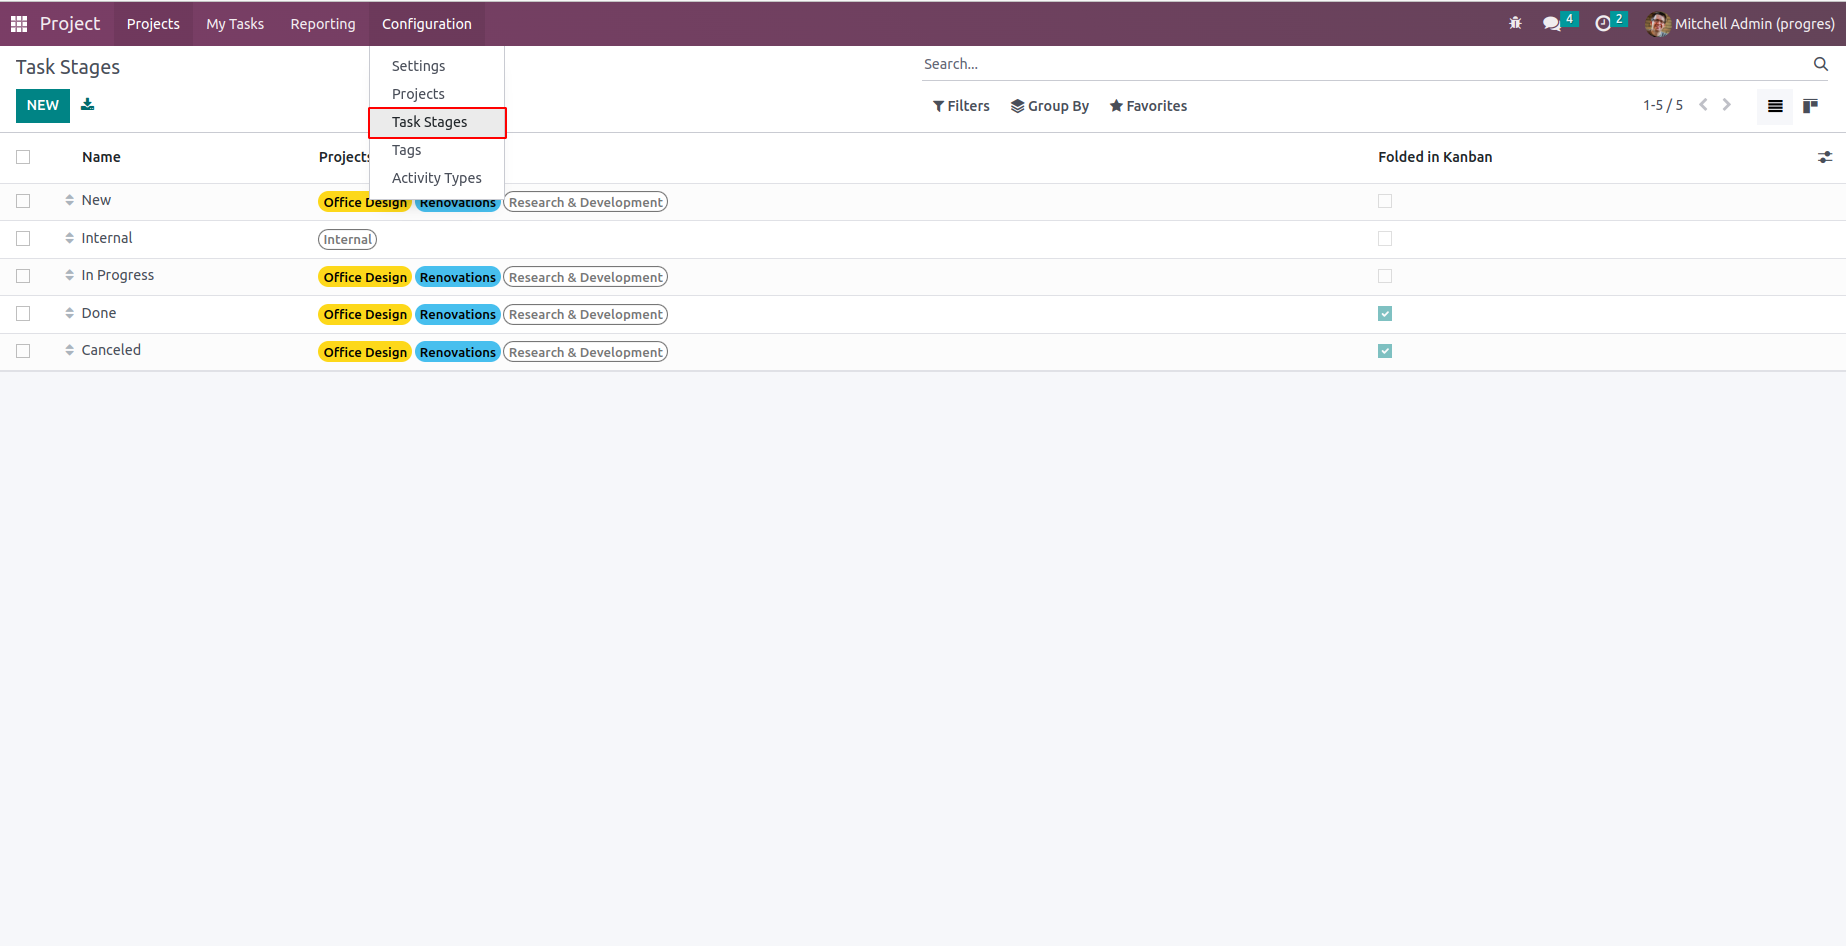 Project Projects My Tasks Reporting Configuration 4 2 Mitchell Admin (progres)
Task Stages Search...
NEW Filters Group By Favorites 1-5 / 5
Settings
Projects
Task Stages
Tags
Activity Types
Name Projects Folded in Kanban
New Office Design Renovations Research & Development
Internal Internal
In Progress Office Design Renovations Research & Development
Done Office Design Renovations Research & Development
Canceled Office Design Renovations Research & Development